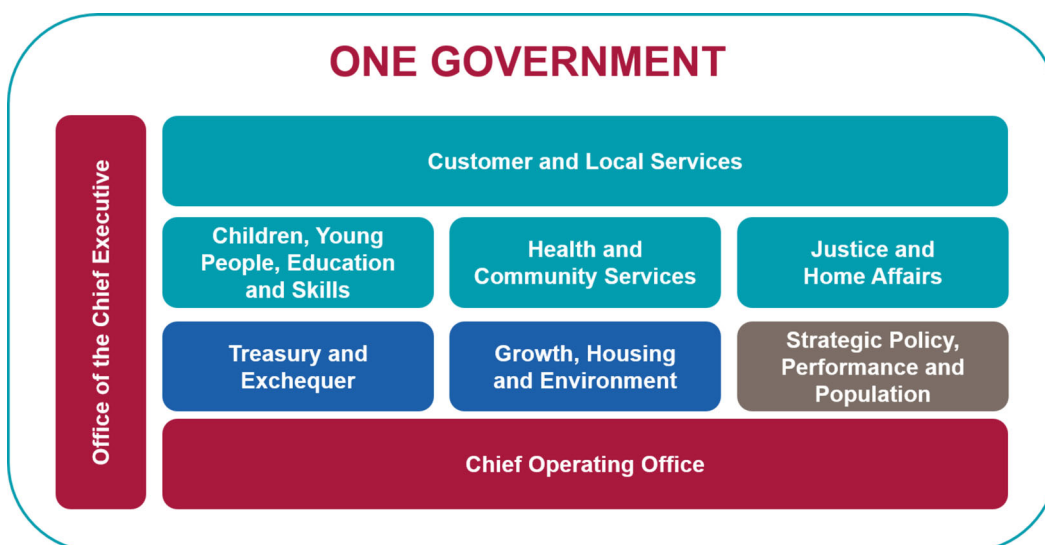 ONE GOVERNMENT
Office of the Chief Executive
Customer and Local Services
Children, Young
People, Education
and Skills
Health and
Community Services
Justice and
Home Affairs
Treasury and
Exchequer
Growth, Housing
and Environment
Strategic Policy,
Performance and
Population
Chief Operating Office